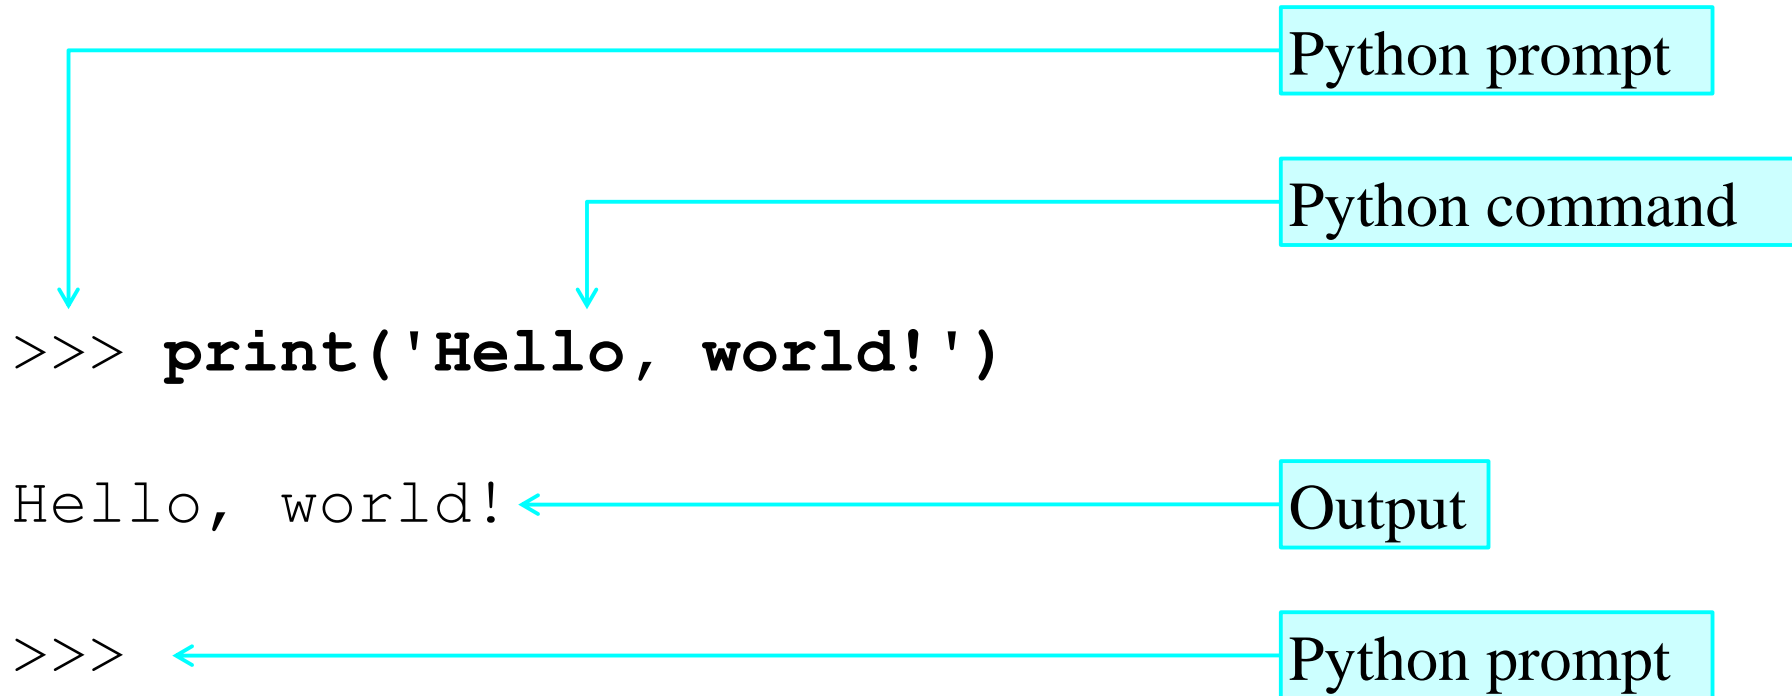 Python prompt
Python command
>>> print('Hello, world!')
Hello, world!
Output
>>>
Python prompt